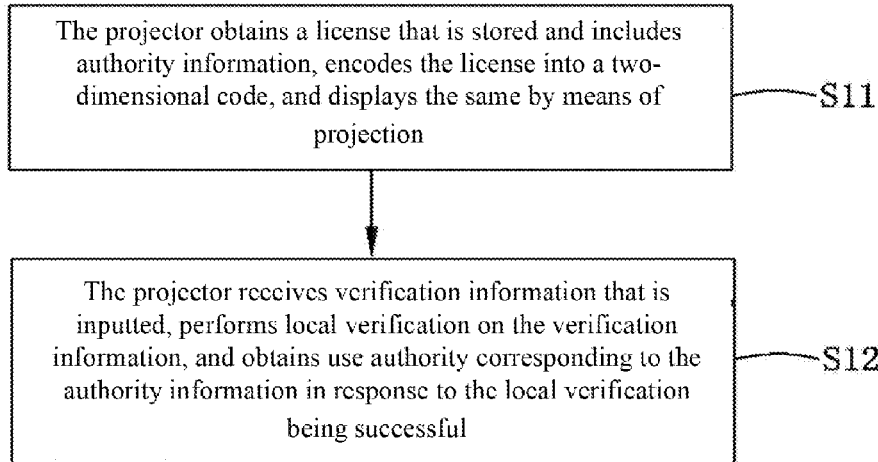 The projector obtains a license that is stored and includes
authority information, encodes the license into a two-
dimensional code, and displays the same by means of
projection
S11
The projector receives verification information that is
inputted, performs local verification on the verification
information, and obtains use authority corresponding to the
authority information in response to the local verification
being successful
S12